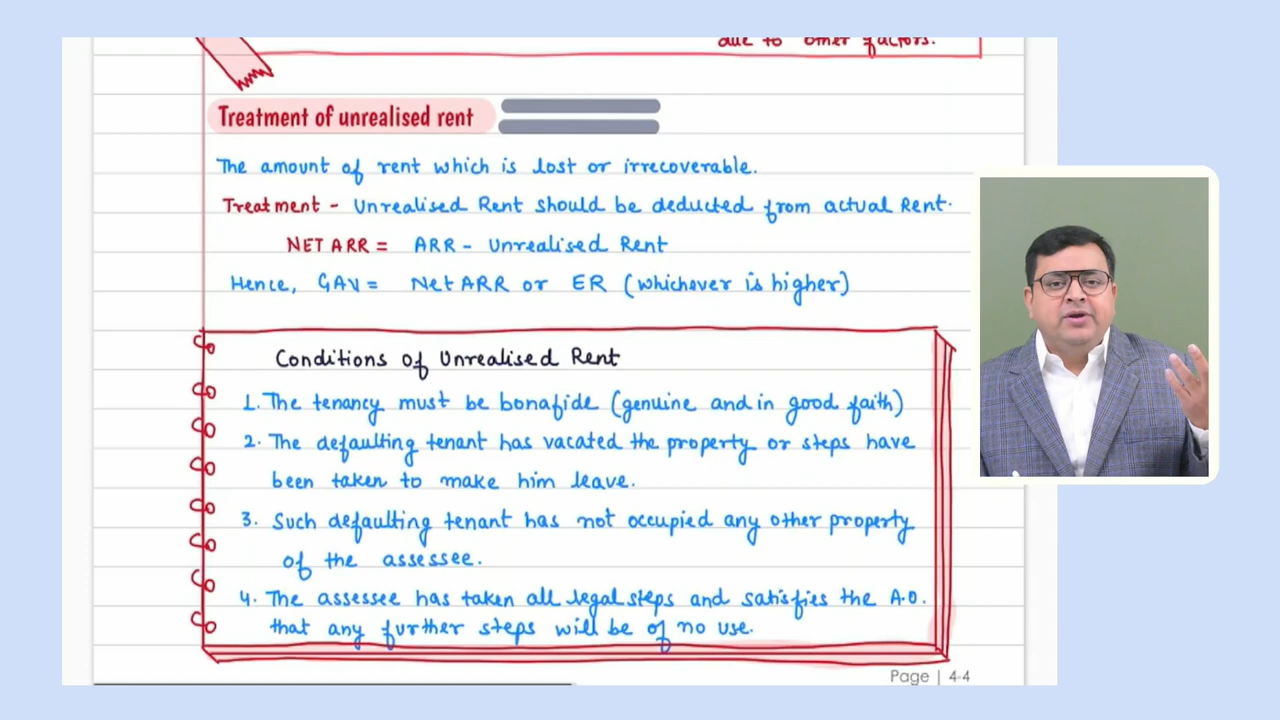 due to other factors.
Treatment of unrealised rent
The amount of rent which is lost or irrecoverable.
Treatment - Unrealised Rent should be deducted from actual Rent.
NET ARR = ARR - Unrealised Rent
Hence, GAV = Net ARR or ER (whichever is higher)
Conditions of Unrealised Rent
1. The tenancy must be bonafide (genuine and in good faith)
2. The defaulting tenant has vacated the property or steps have
been taken to make him leave.
3. Such defaulting tenant has not occupied any other property
of the assessee.
4. The assessee has taken all legal steps and satisfies the A.O.
that any further steps will be of no use.
Page | 4.4